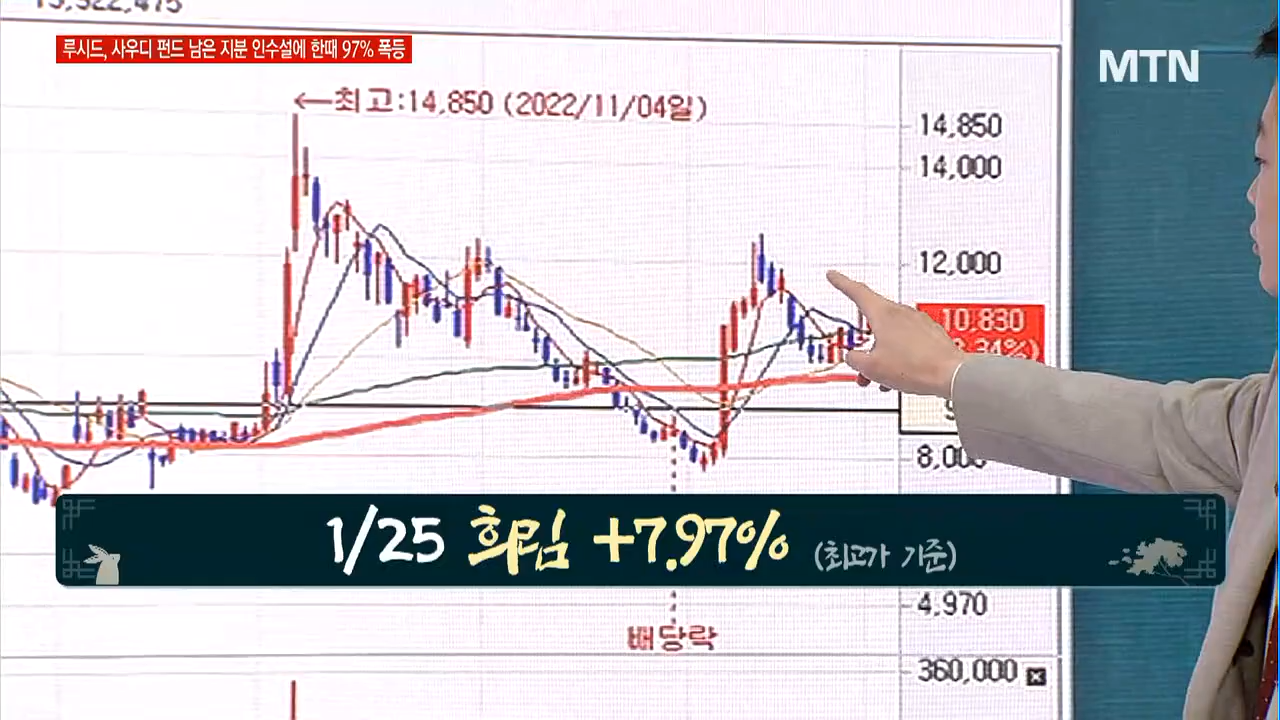 루시드, 사우디 펀드 남은 지분 인수설에 한때 97% 폭등
MTN
←최고:14,850 (2022/11/04일)
14,850
14,000
12,000
10,830
8,000
1/25 화림 +7.97% (최고가 기준)
4,970
배당락
360,000